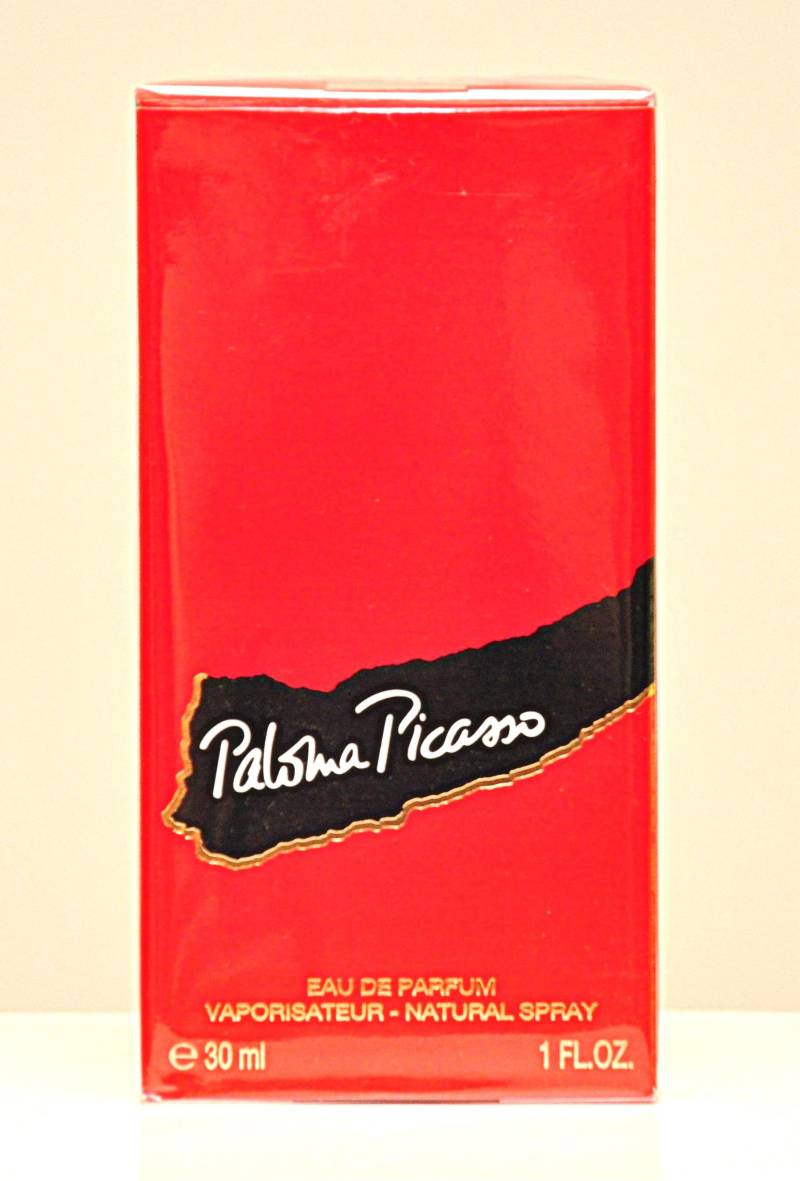 Paloma Picasso
EAU DE PARFUM
VAPORISATEUR - NATURAL SPRAY
℮ 30 ml
1 FL.OZ.